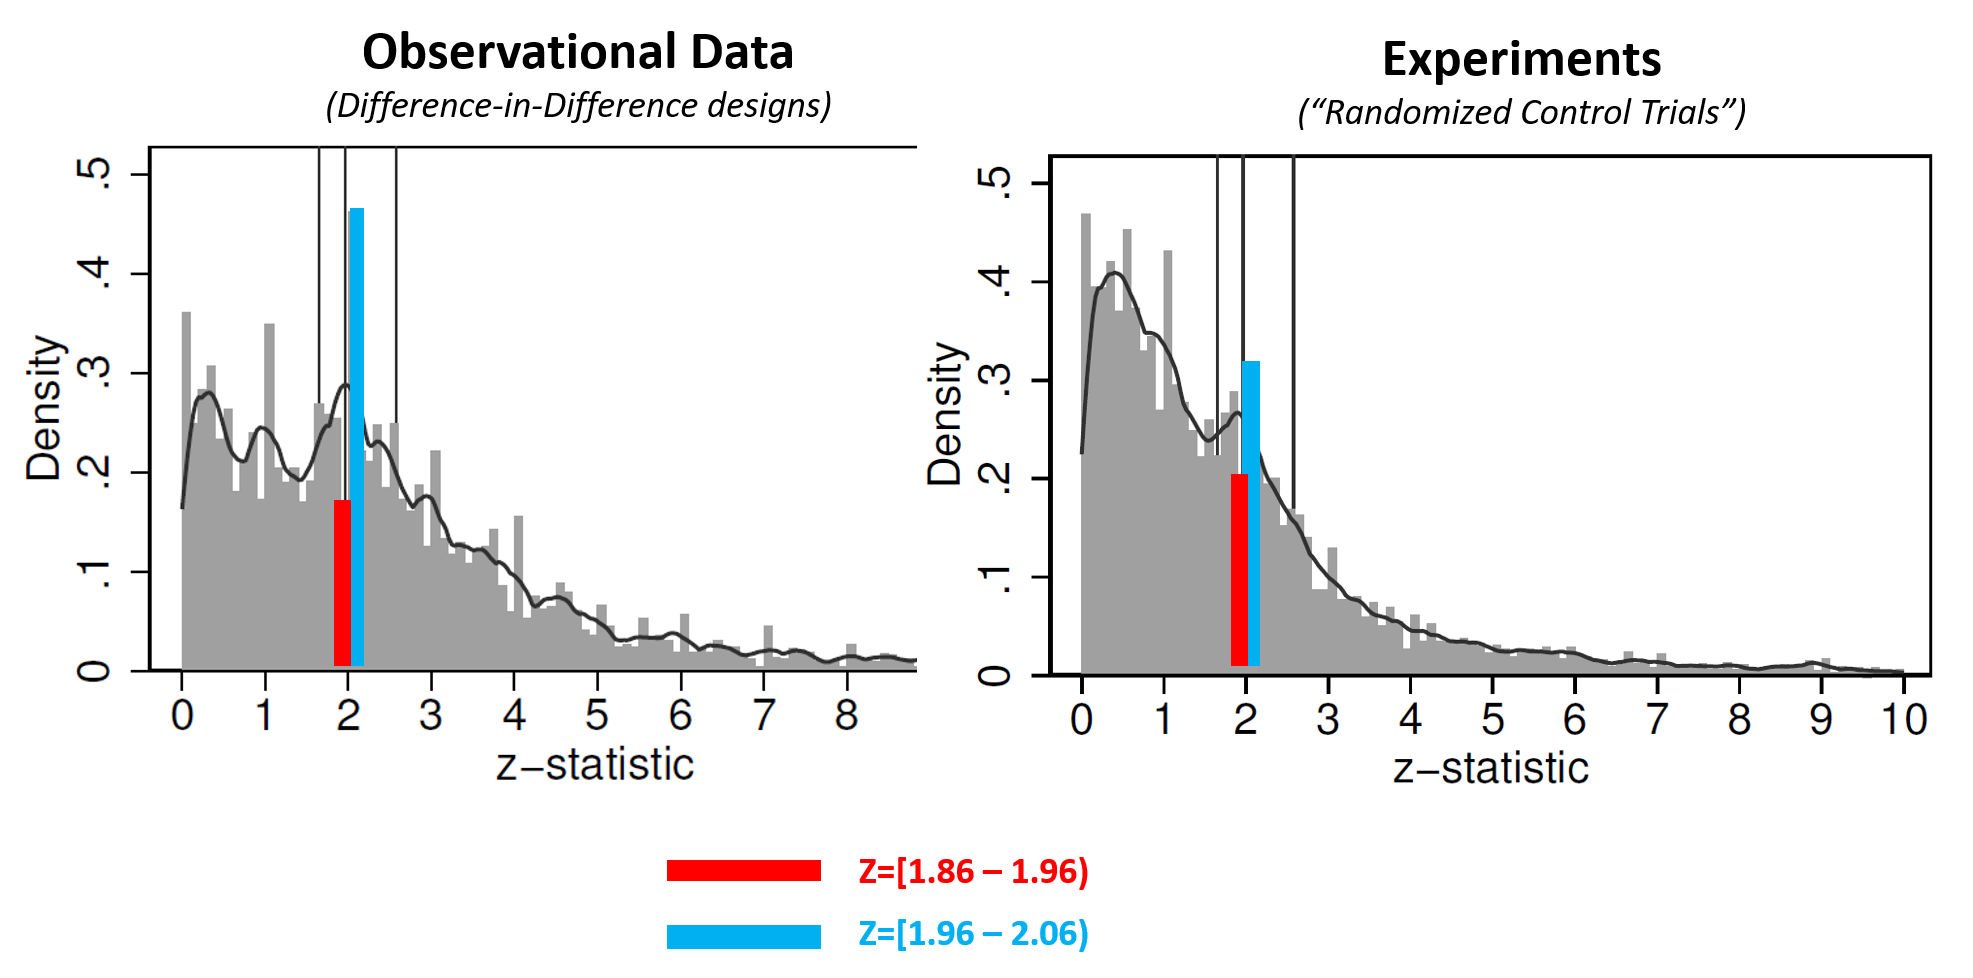 Observational Data
(Difference-in-Difference designs)
Density
.5
.4
.3
.2
.1
0
0 1 2 3 4 5 6 7 8
z−statistic
Experiments
(“Randomized Control Trials”)
Density
.5
.4
.3
.2
.1
0
0 1 2 3 4 5 6 7 8 9 10
z−statistic
Z=[1.86 – 1.96)
Z=[1.96 – 2.06)